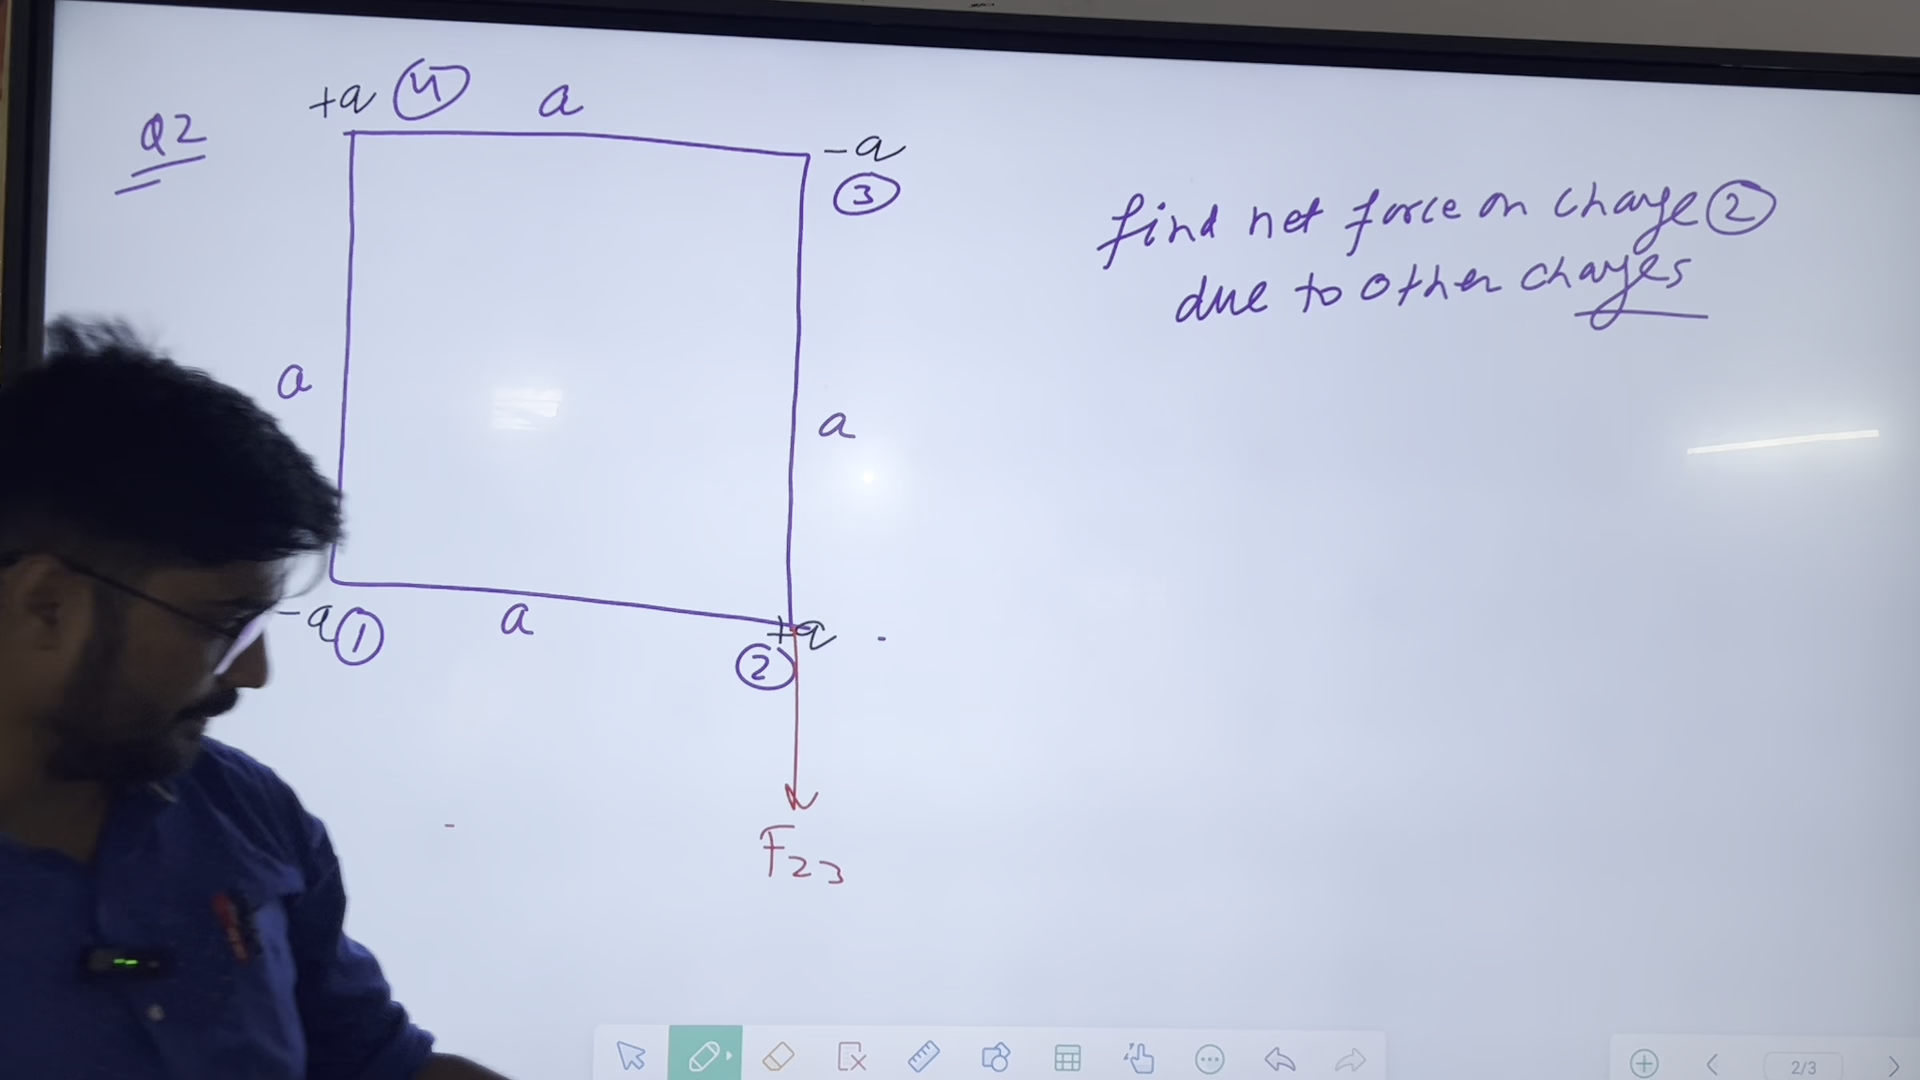 Q2
+q 4 a
-q
3
find net force on charge 2
due to other charges
a
a
-q 1
a
+q
2
F23
2/3